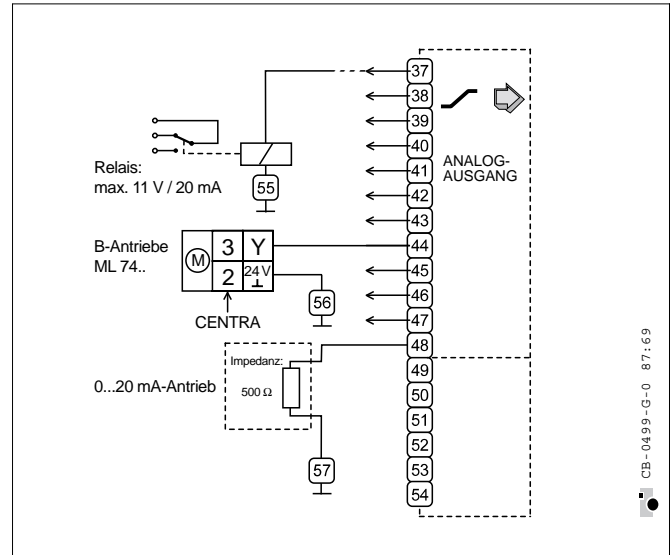 37
38
39
40
ANALOG-
AUSGANG
41
42
43
44
45
46
47
48
49
50
51
52
53
54
Relais:
max. 11 V / 20 mA
55
B-Antriebe
ML 74..
M
3 Y
2 24 V
56
CENTRA
0...20 mA-Antrieb
Impedanz:
500 Ω
57
CB-0499-G-0 87:69